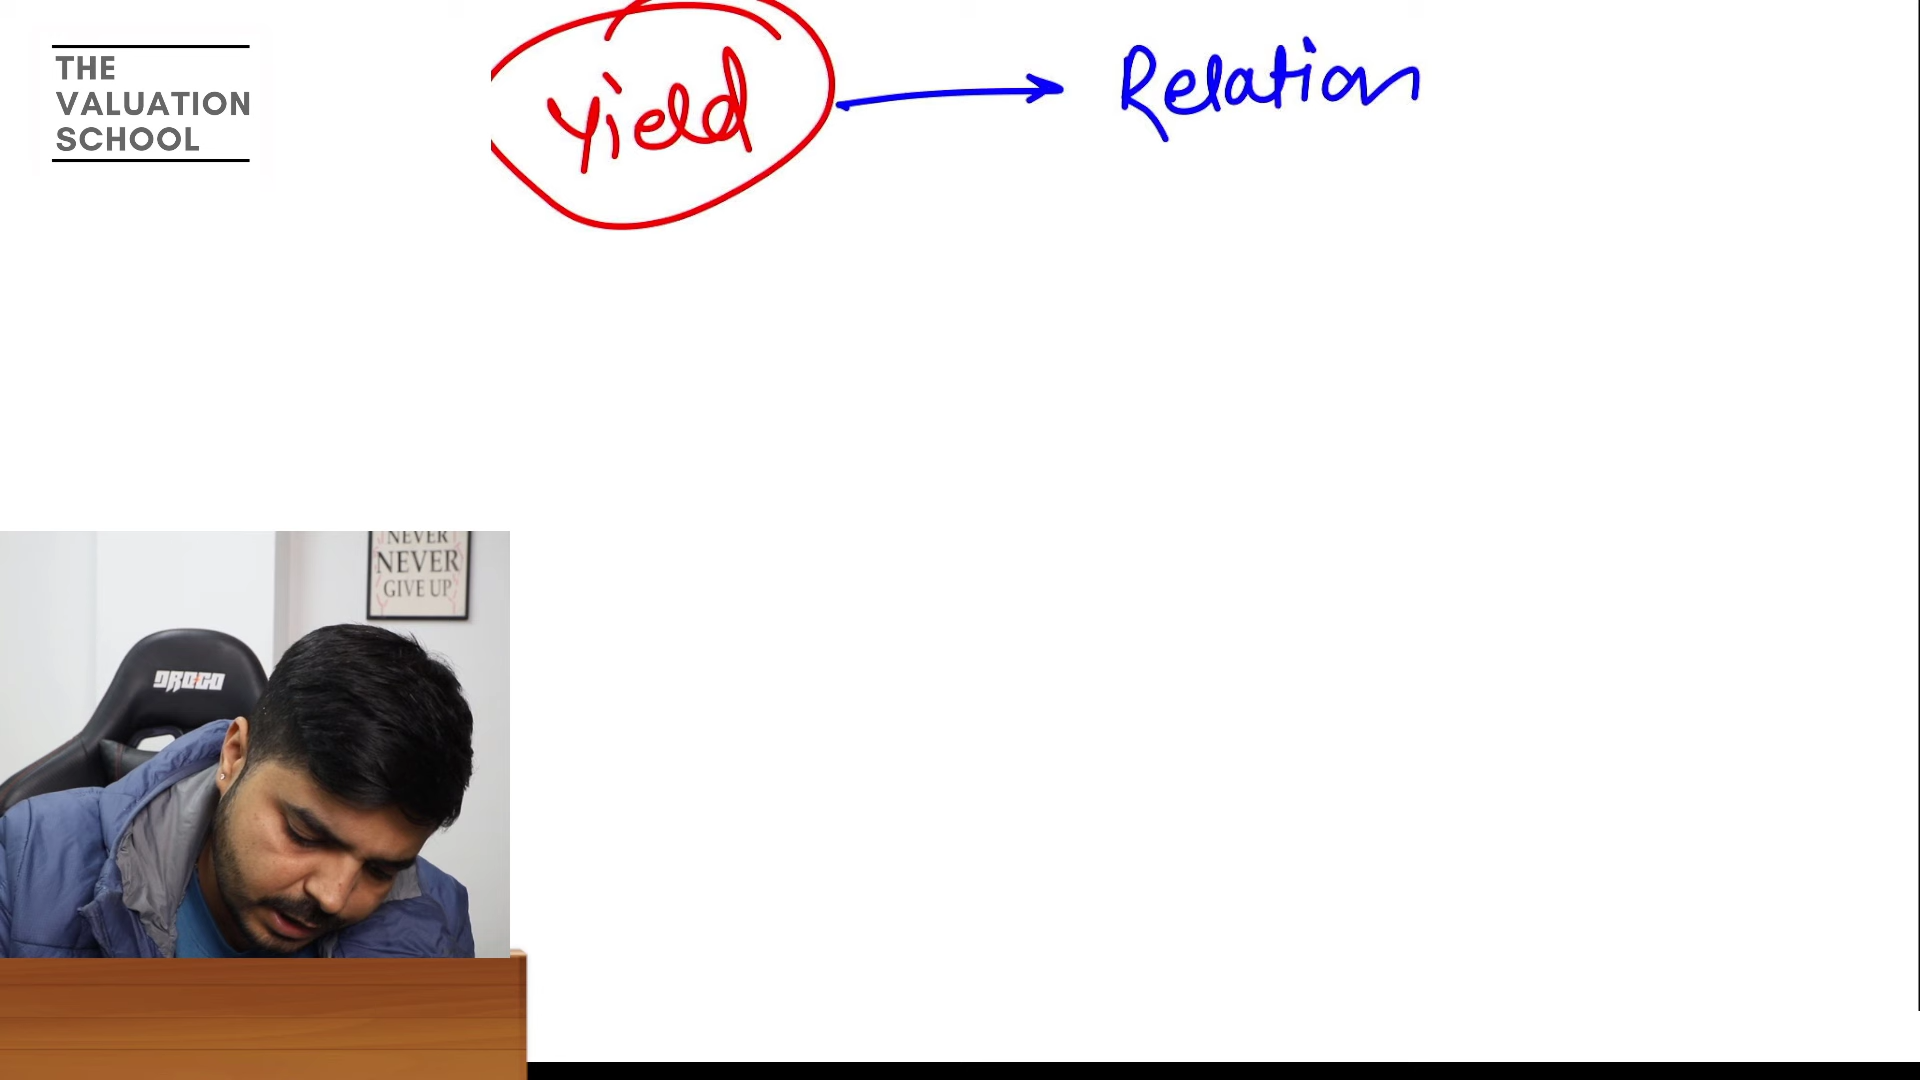 THE
VALUATION
SCHOOL
Yield → Relation
NEVER
NEVER
GIVE UP
DROGO